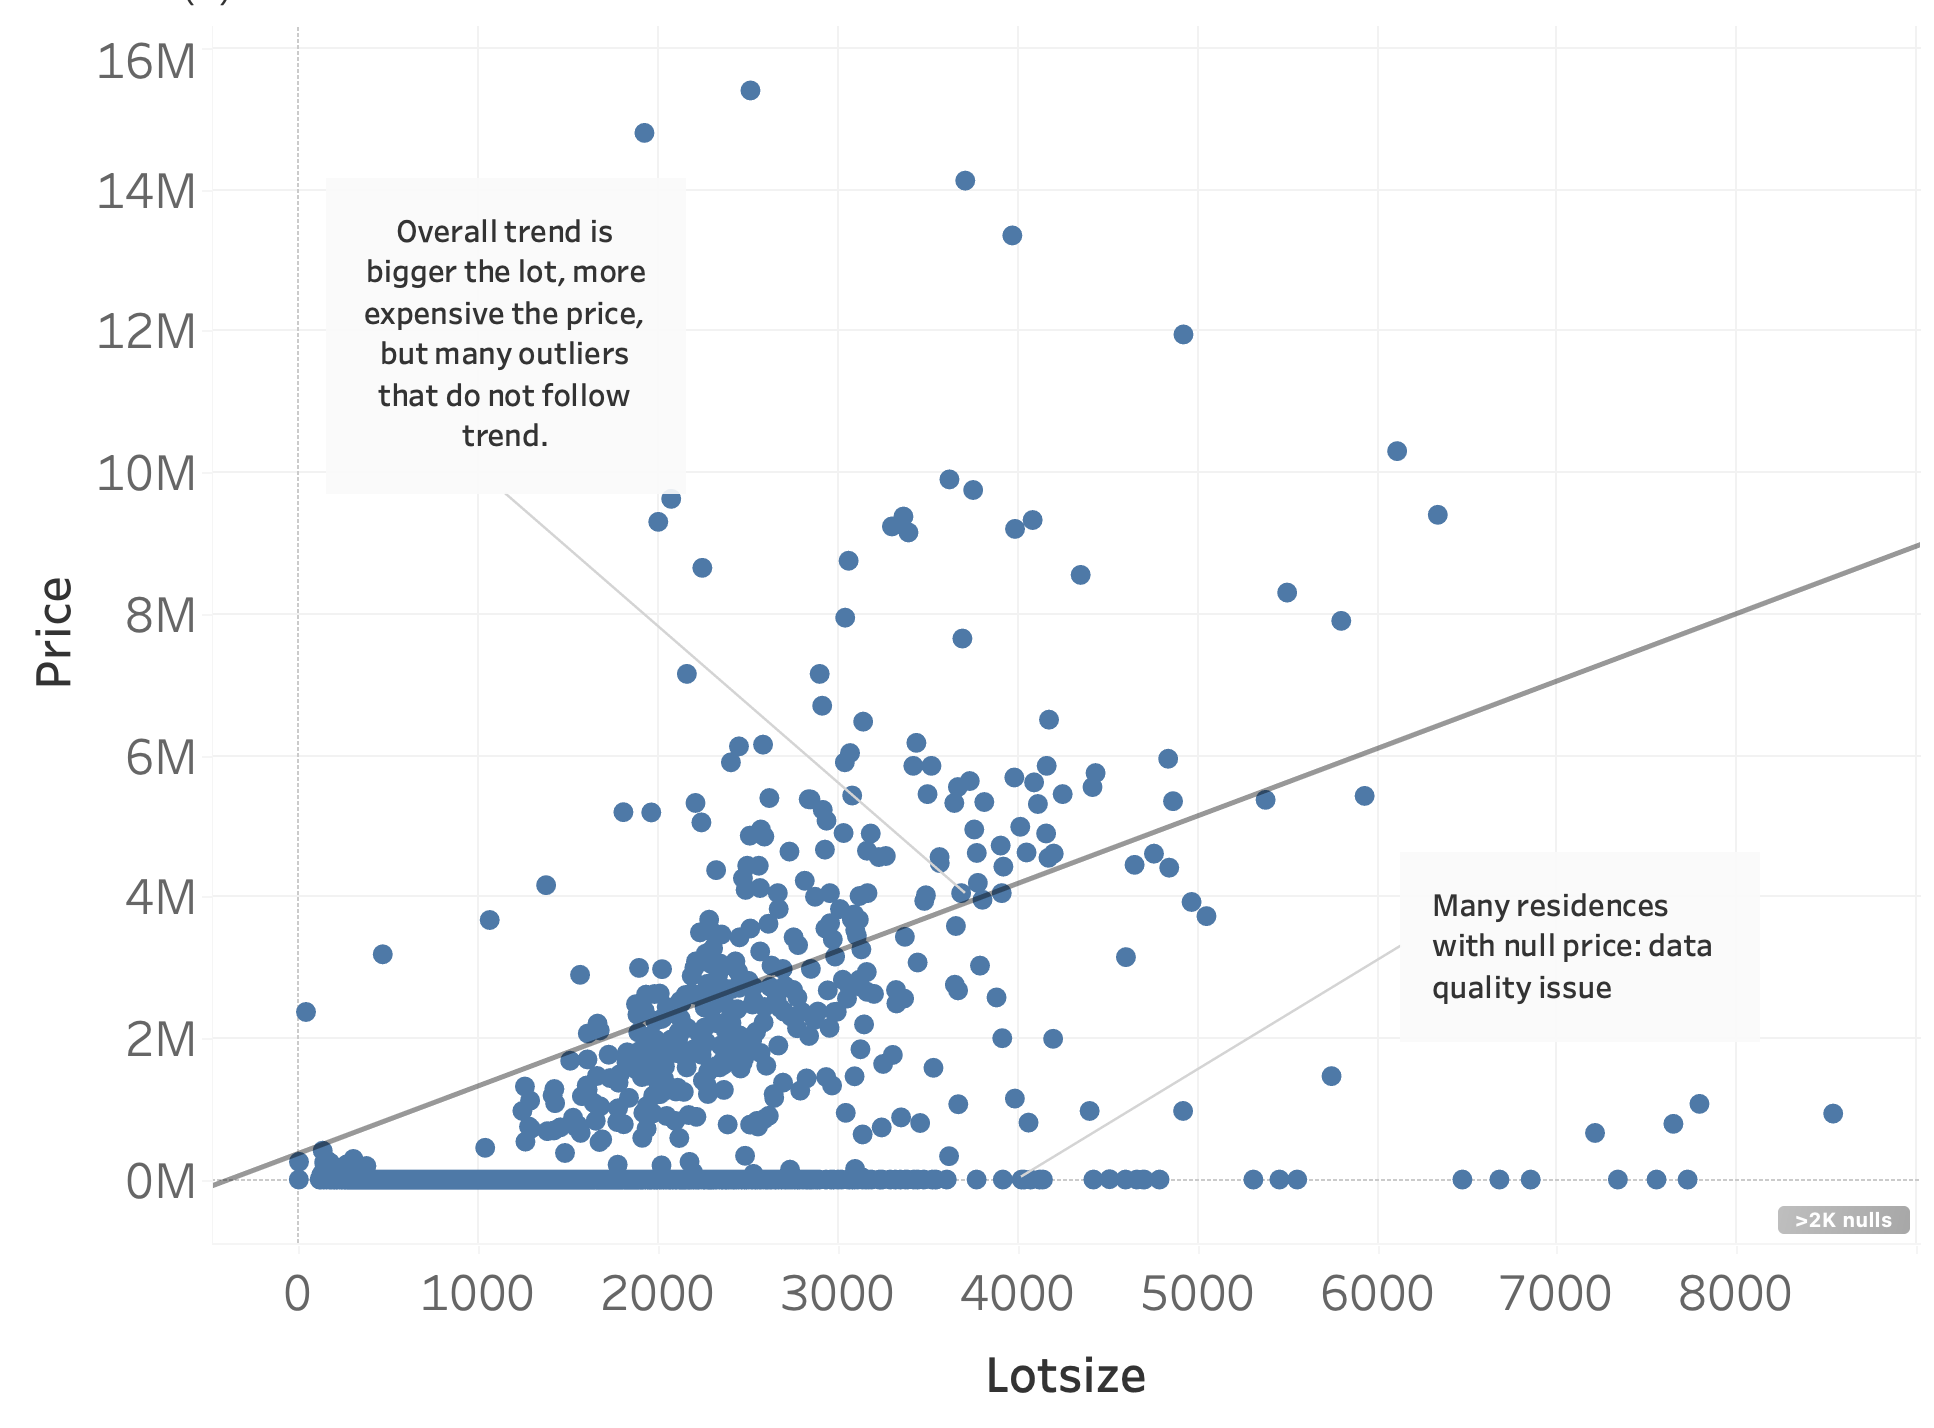 16M
14M
12M
10M
8M
6M
4M
2M
0M
Price
Overall trend is
bigger the lot, more
expensive the price,
but many outliers
that do not follow
trend.
Many residences
with null price: data
quality issue
>2K nulls
0 1000 2000 3000 4000 5000 6000 7000 8000
Lotsize